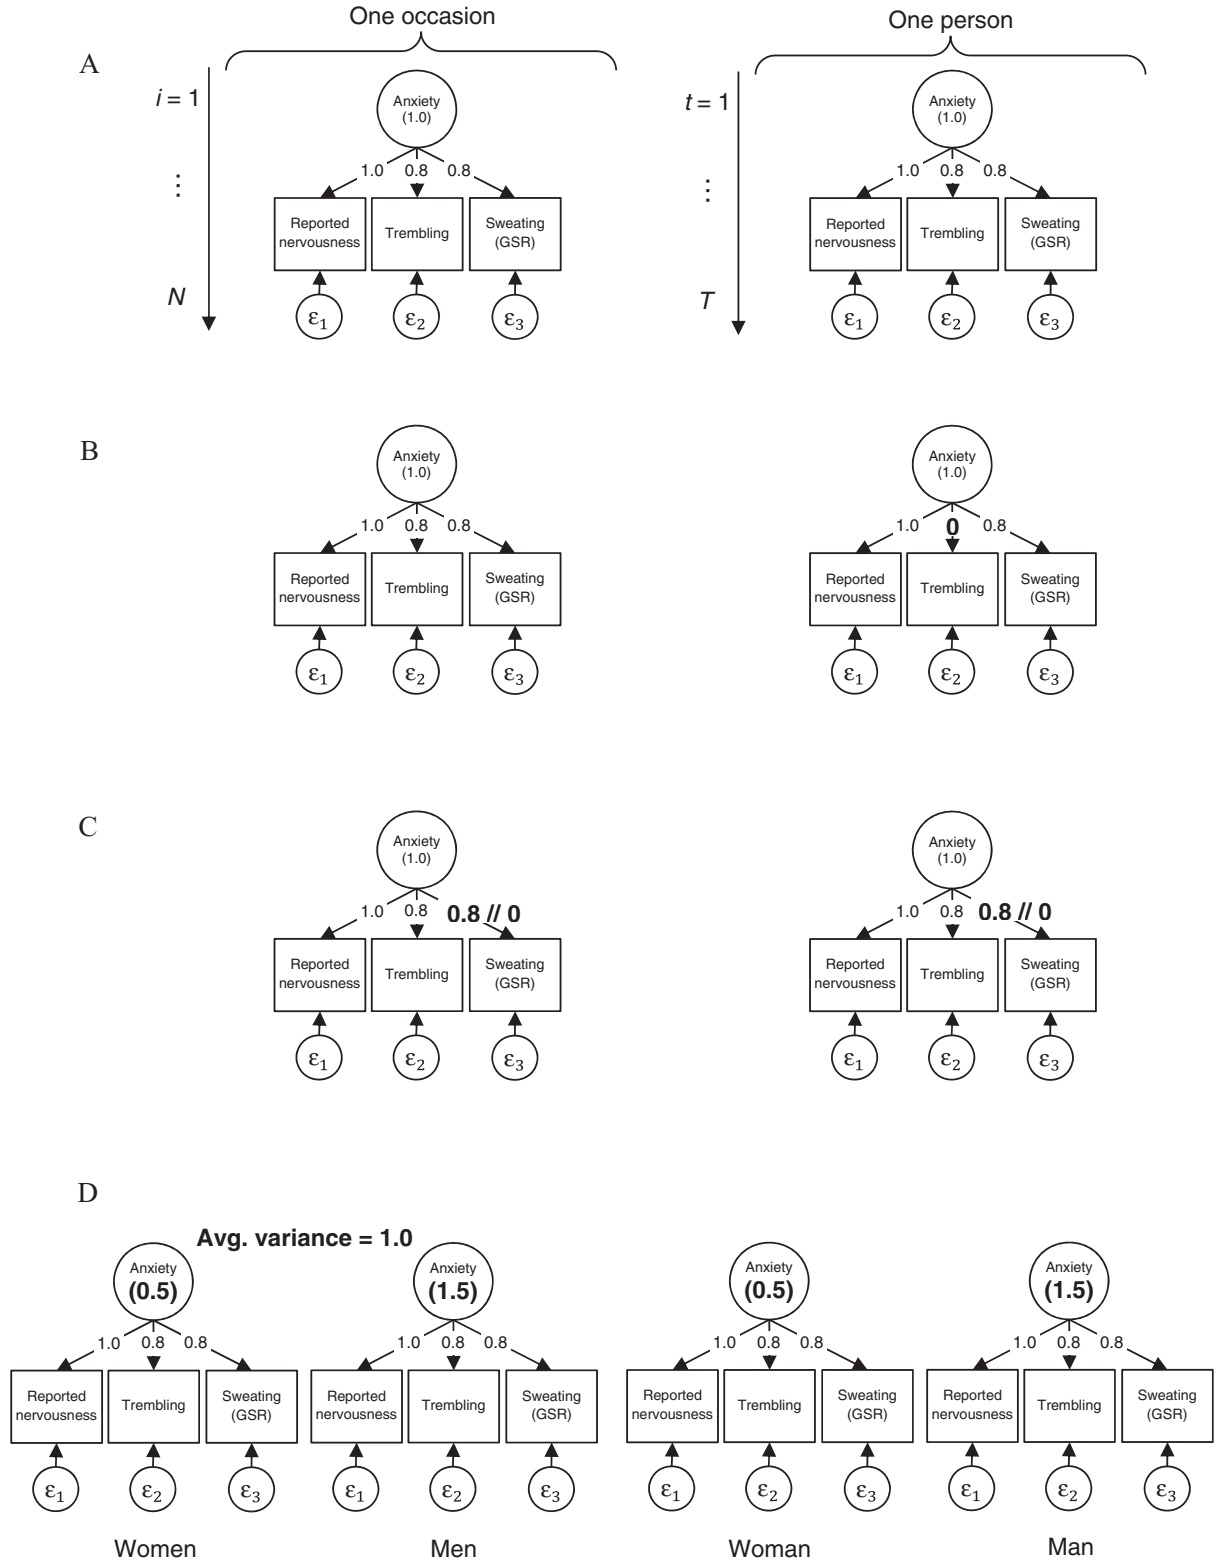 One occasion
One person
A
i = 1
⋮
N
Anxiety
(1.0)
1.0 0.8 0.8
Reported
nervousness
Trembling
Sweating
(GSR)
ε1 ε2 ε3
t = 1
⋮
T
Anxiety
(1.0)
1.0 0.8 0.8
Reported
nervousness
Trembling
Sweating
(GSR)
ε1 ε2 ε3
B
Anxiety
(1.0)
1.0 0.8 0.8
Reported
nervousness
Trembling
Sweating
(GSR)
ε1 ε2 ε3
Anxiety
(1.0)
1.0 0 0.8
Reported
nervousness
Trembling
Sweating
(GSR)
ε1 ε2 ε3
C
Anxiety
(1.0)
1.0 0.8 0.8 // 0
Reported
nervousness
Trembling
Sweating
(GSR)
ε1 ε2 ε3
Anxiety
(1.0)
1.0 0.8 0.8 // 0
Reported
nervousness
Trembling
Sweating
(GSR)
ε1 ε2 ε3
D
Avg. variance = 1.0
Anxiety
(0.5)
1.0 0.8 0.8
Reported
nervousness
Trembling
Sweating
(GSR)
ε1 ε2 ε3
Women
Anxiety
(1.5)
1.0 0.8 0.8
Reported
nervousness
Trembling
Sweating
(GSR)
ε1 ε2 ε3
Men
Anxiety
(0.5)
1.0 0.8 0.8
Reported
nervousness
Trembling
Sweating
(GSR)
ε1 ε2 ε3
Woman
Anxiety
(1.5)
1.0 0.8 0.8
Reported
nervousness
Trembling
Sweating
(GSR)
ε1 ε2 ε3
Man